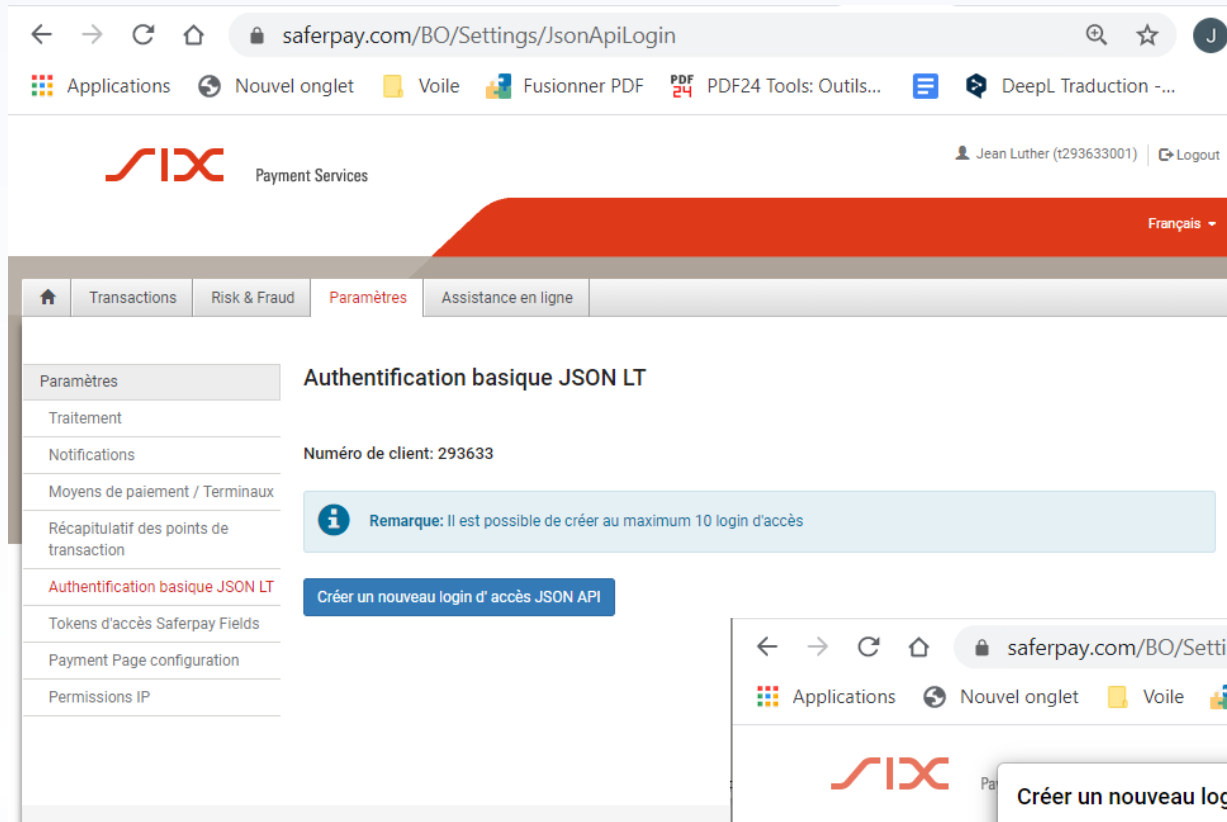 saferpay.com/BO/Settings/JsonApiLogin
J
Applications Nouvel onglet Voile Fusionner PDF PDF24 Tools: Outils... DeepL Traduction -...
SIX Payment Services
Jean Luther (t293633001) Logout
Français
Transactions Risk & Fraud Paramètres Assistance en ligne
Paramètres
Traitement
Notifications
Moyens de paiement / Terminaux
Récapitulatif des points de
transaction
Authentification basique JSON LT
Tokens d'accès Saferpay Fields
Payment Page configuration
Permissions IP
Authentification basique JSON LT
Numéro de client: 293633
Remarque: Il est possible de créer au maximum 10 login d'accès
Créer un nouveau login d' accès JSON API
saferpay.com/BO/Setti
Applications Nouvel onglet Voile
SIX Pa
Créer un nouveau log